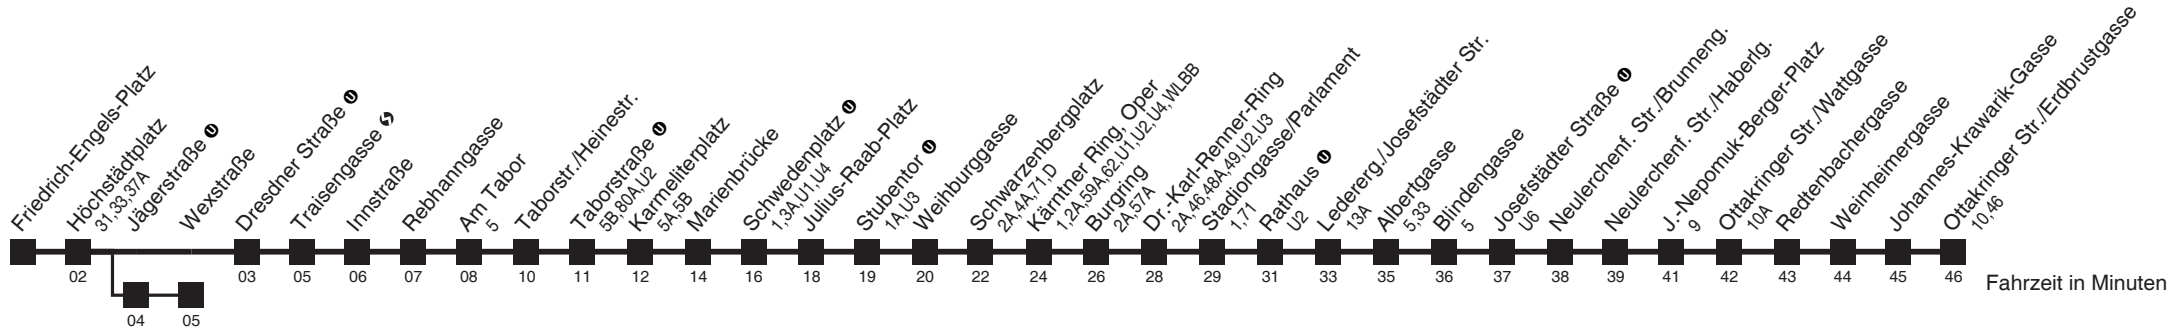 Friedrich-Engels-Platz
Höchstädtplatz
31,33,37A
Jägerstraße U
Wexstraße
Dresdner Straße U
Traisengasse S
Innstraße
Rebhanngasse
Am Tabor
5
Taborstr./Heinestr.
Taborstraße U
5B,80A,U2
Karmeliterplatz
5A,5B
Marienbrücke
Schwedenplatz U
1,3A,U1,U4
Julius-Raab-Platz
Stubentor U
1A,U3
Weihburggasse
Schwarzenbergplatz
2A,4A,71,D
Kärntner Ring, Oper
1,2A,59A,62,U1,U2,U4,WLBB
Burgring
2A,57A
Dr.-Karl-Renner-Ring
2A,46,48A,49,U2,U3
Stadiongasse/Parlament
1,71
Rathaus U
U2
Ledererg./Josefstädter Str.
13A
Albertgasse
5,33
Blindengasse
5
Josefstädter Straße U
U6
Neulerchenf. Str./Brunneng.
Neulerchenf. Str./Haberlg.
J.-Nepomuk-Berger-Platz
9
Ottakringer Str./Wattgasse
10A
Redtenbachergasse
Weinheimergasse
Johannes-Krawarik-Gasse
Ottakringer Str./Erdbrustgasse
10,46
02 03 05 06 07 08 10 11 12 14 16 18 19 20 22 24 26 28 29 31 33 35 36 37 38 39 41 42 43 44 45 46 Fahrzeit in Minuten
04 05